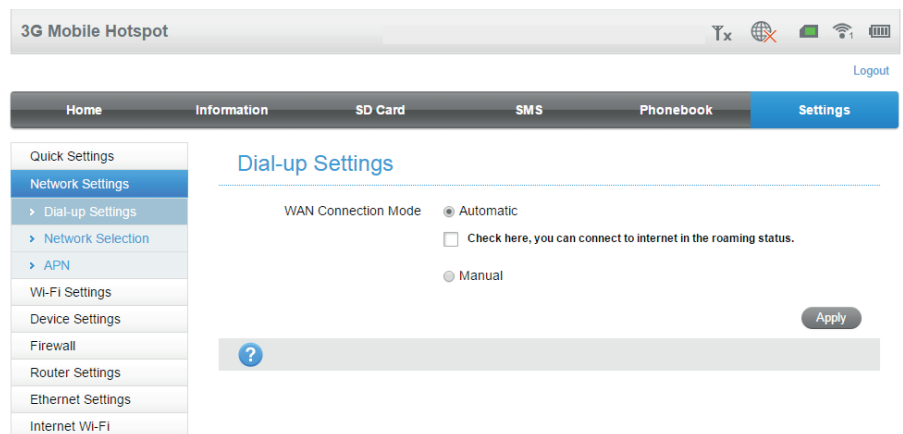 3G Mobile Hotspot
x 1
Logout
Home Information SD Card SMS Phonebook Settings
Quick Settings
Network Settings
› Dial-up Settings
› Network Selection
› APN
Wi-Fi Settings
Device Settings
Firewall
Router Settings
Ethernet Settings
Internet Wi-Fi
Dial-up Settings
WAN Connection Mode Automatic
Check here, you can connect to internet in the roaming status.
Manual
Apply
?